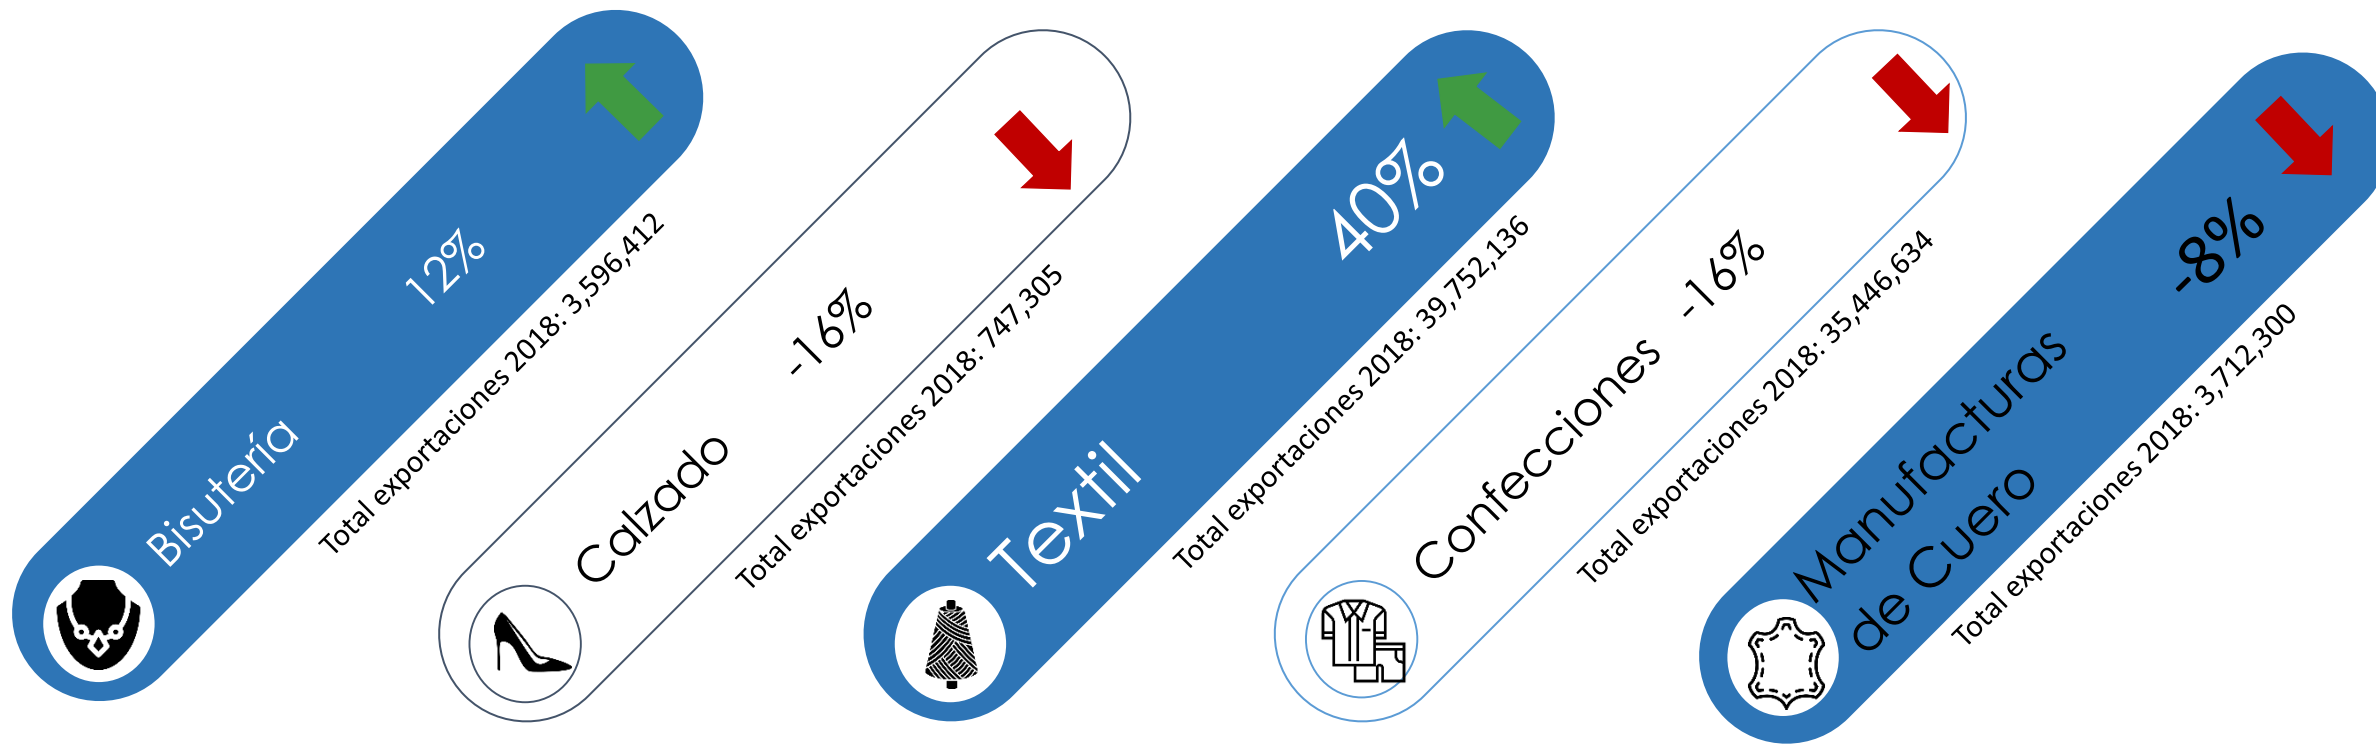 Bisutería
12%
Total exportaciones 2018: 3,596,412
Calzado
-16%
Total exportaciones 2018: 747,305
Textil
40%
Total exportaciones 2018: 39,752,136
Confecciones -16%
Total exportaciones 2018: 35,446,634
Manufacturas
de Cuero
-8%
Total exportaciones 2018: 3,712,300